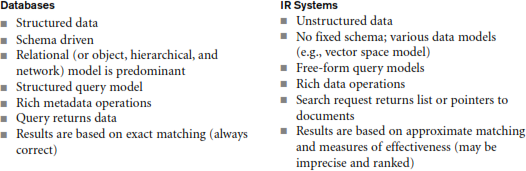 Databases
■ Structured data
■ Schema driven
■ Relational (or object, hierarchical, and
network) model is predominant
■ Structured query model
■ Rich metadata operations
■ Query returns data
■ Results are based on exact matching (always
correct)
IR Systems
■ Unstructured data
■ No fixed schema; various data models
(e.g., vector space model)
■ Free-form query models
■ Rich data operations
■ Search request returns list or pointers to
documents
■ Results are based on approximate matching
and measures of effectiveness (may be
imprecise and ranked)